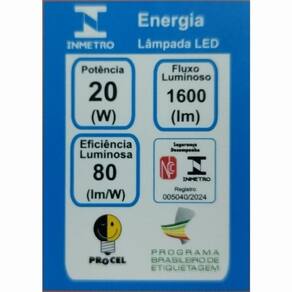 Energia
INMETRO
Lâmpada LED
Potência
20
(W)
Fluxo
Luminoso
1600
(lm)
Eficiência
Luminosa
80
(lm/W)
Segurança
Desempenho
NCC
INMETRO
Registro
005040/2024
PROCEL
PROGRAMA
BRASILEIRO DE
ETIQUETAGEM